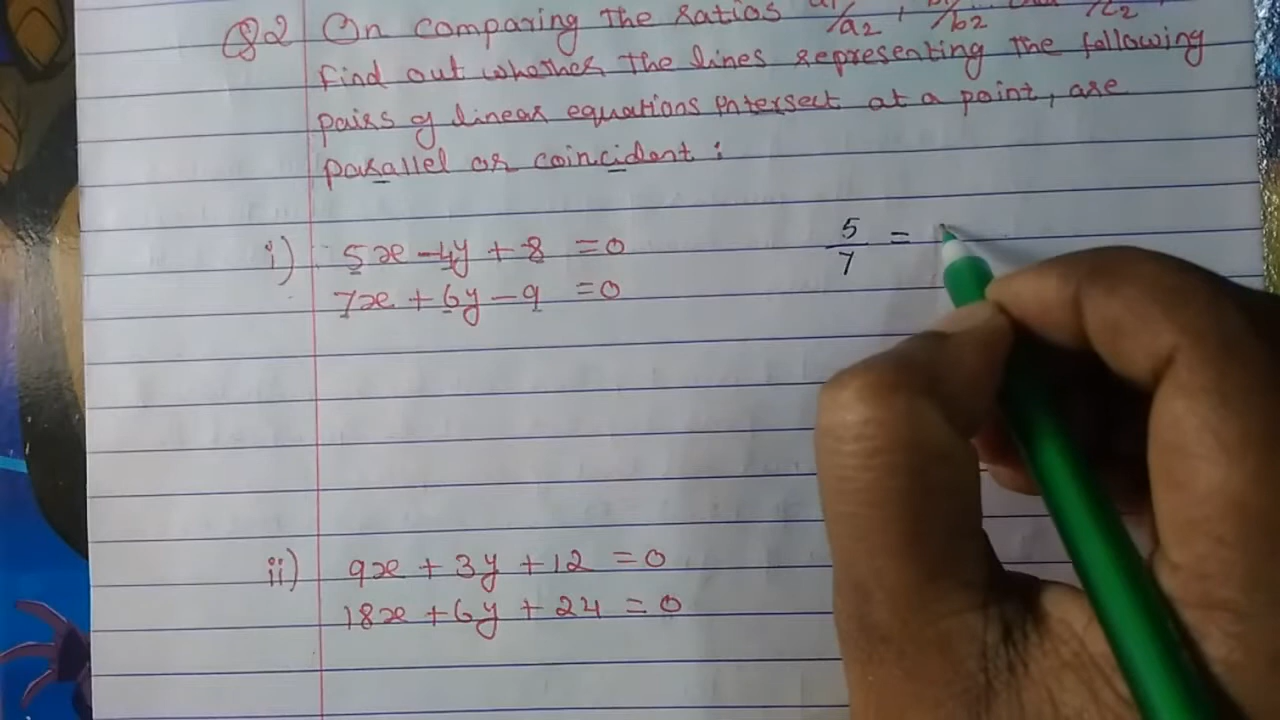 Q2 On comparing the ratios /a2 , /b2
find out whether the lines representing the following
pairs of linear equations intersect at a point, are
parallel or coincident :
i) 5x -4y + 8 = 0
7x + 6y - 9 = 0
5/7 =
ii) 9x + 3y + 12 = 0
18x + 6y + 24 = 0